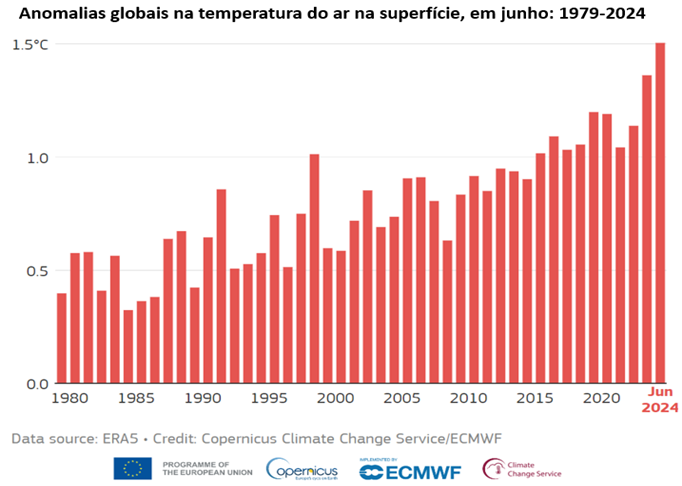 Anomalias globais na temperatura do ar na superfície, em junho: 1979-2024
1.5°C
1.0
0.5
0.0
1980 1985 1990 1995 2000 2005 2010 2015 2020 Jun
2024
Data source: ERA5 • Credit: Copernicus Climate Change Service/ECMWF
PROGRAMME OF
THE EUROPEAN UNION
opernicus
IMPLEMENTED BY
ECMWF
Climate
Change Service